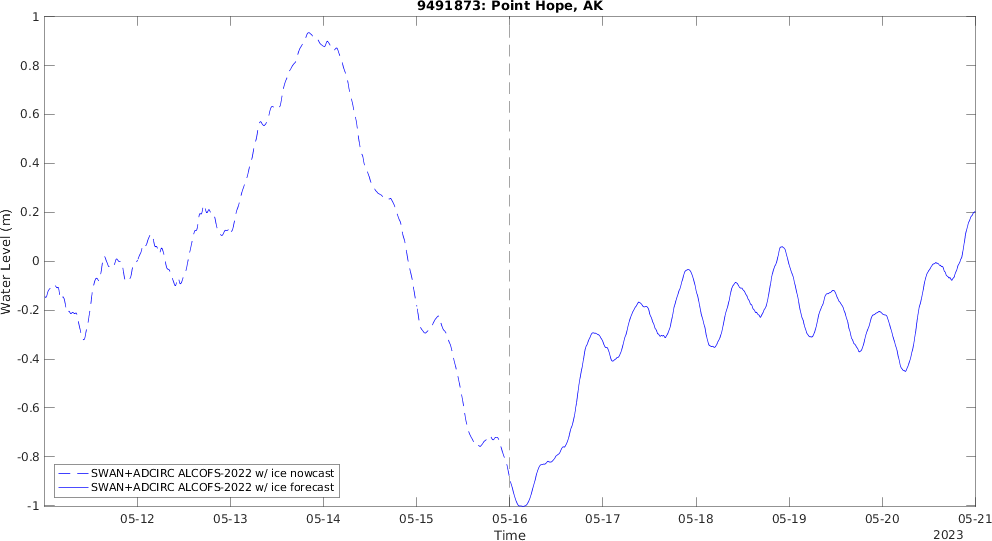 9491873: Point Hope, AK
1
0.8
0.6
0.4
0.2
0
-0.2
-0.4
-0.6
-0.8
-1
Water Level (m)
SWAN+ADCIRC ALCOFS-2022 w/ ice nowcast
SWAN+ADCIRC ALCOFS-2022 w/ ice forecast
05-12 05-13 05-14 05-15 05-16 05-17 05-18 05-19 05-20 05-21
Time
2023